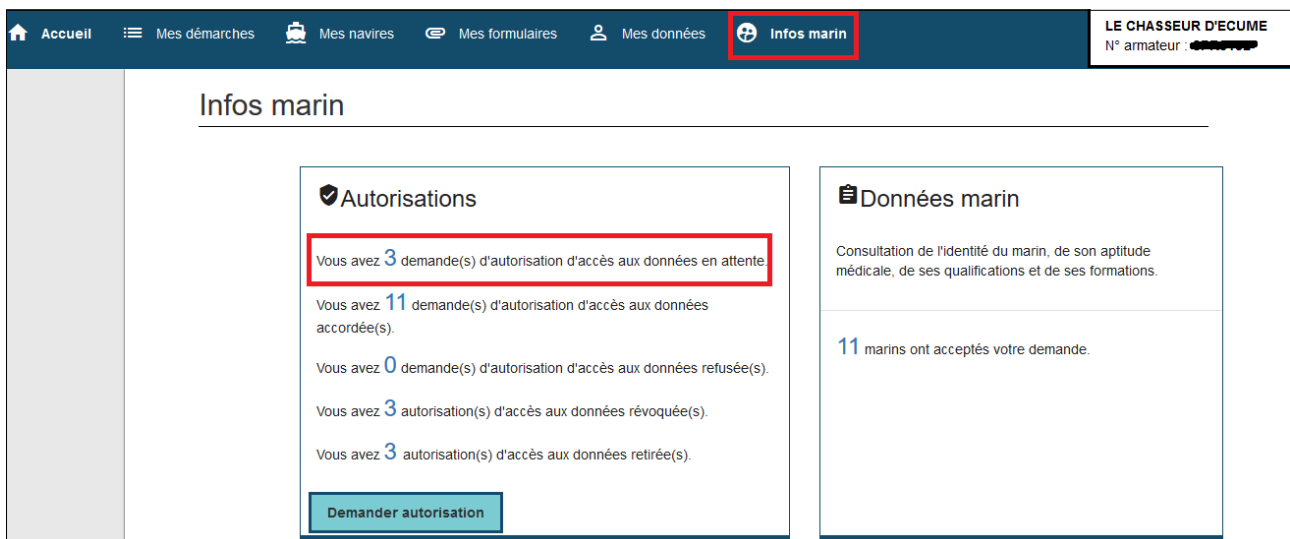 Accueil
Mes démarches
Mes navires
Mes formulaires
Mes données
Infos marin
LE CHASSEUR D'ECUME
N° armateur :
Infos marin
Autorisations
Vous avez 3 demande(s) d'autorisation d'accès aux données en attente.
Vous avez 11 demande(s) d'autorisation d'accès aux données
accordée(s).
Vous avez 0 demande(s) d'autorisation d'accès aux données refusée(s).
Vous avez 3 autorisation(s) d'accès aux données révoquée(s).
Vous avez 3 autorisation(s) d'accès aux données retirée(s).
Demander autorisation
Données marin
Consultation de l'identité du marin, de son aptitude
médicale, de ses qualifications et de ses formations.
11 marins ont acceptés votre demande.